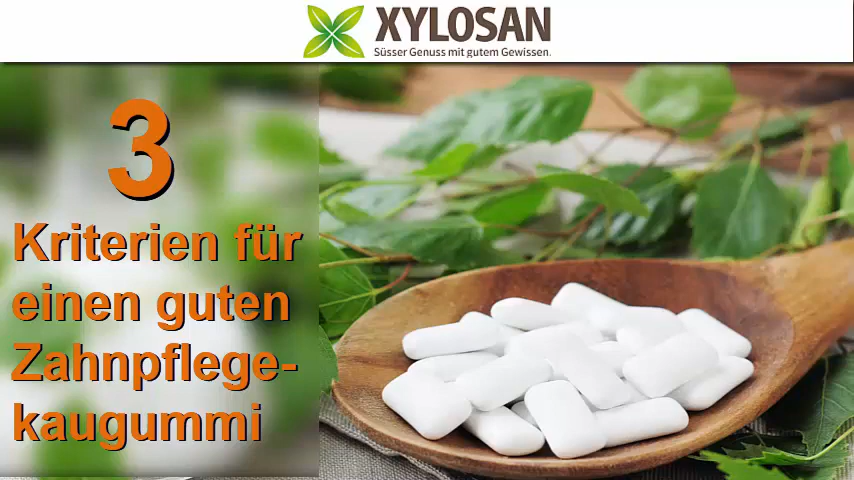 XYLOSAN
Süsser Genuss mit gutem Gewissen.
3
Kriterien für
einen guten
Zahnpflege-
kaugummi